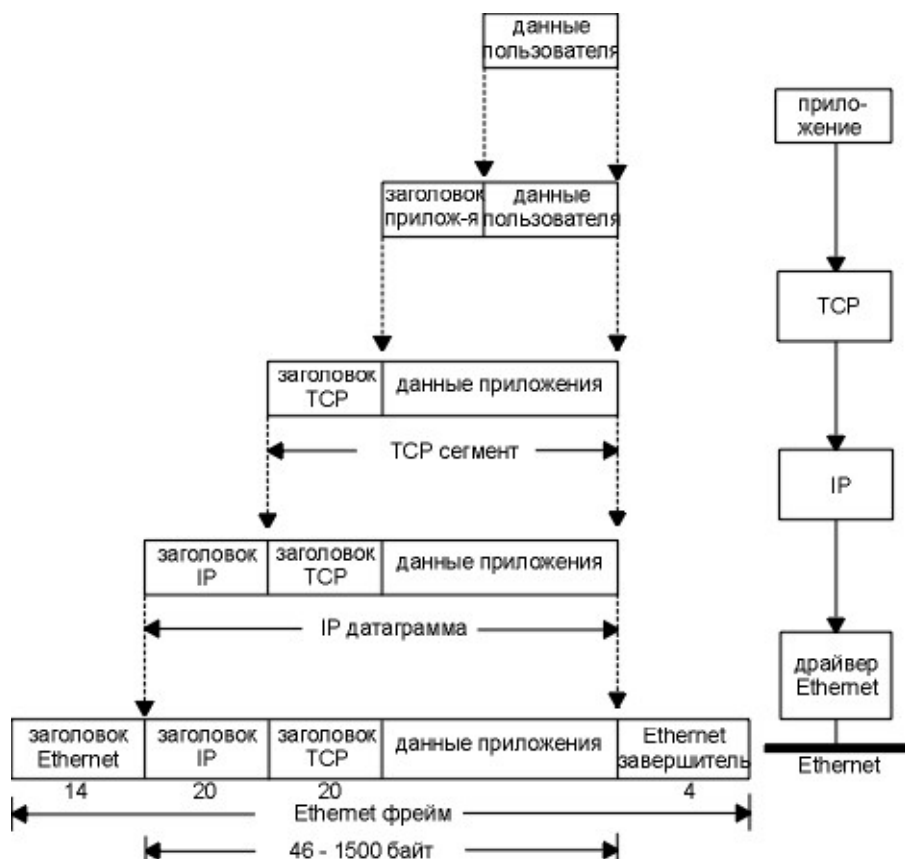 данные
пользователя
прило-
жение
заголовок
прилож-я
данные
пользователя
TCP
заголовок
TCP
данные приложения
TCP сегмент
IP
заголовок
IP
заголовок
TCP
данные приложения
IP датаграмма
драйвер
Ethernet
заголовок
Ethernet
заголовок
IP
заголовок
TCP
данные приложения
Ethernet
завершитель
Ethernet
14
20
20
4
Ethernet фрейм
46 - 1500 байт